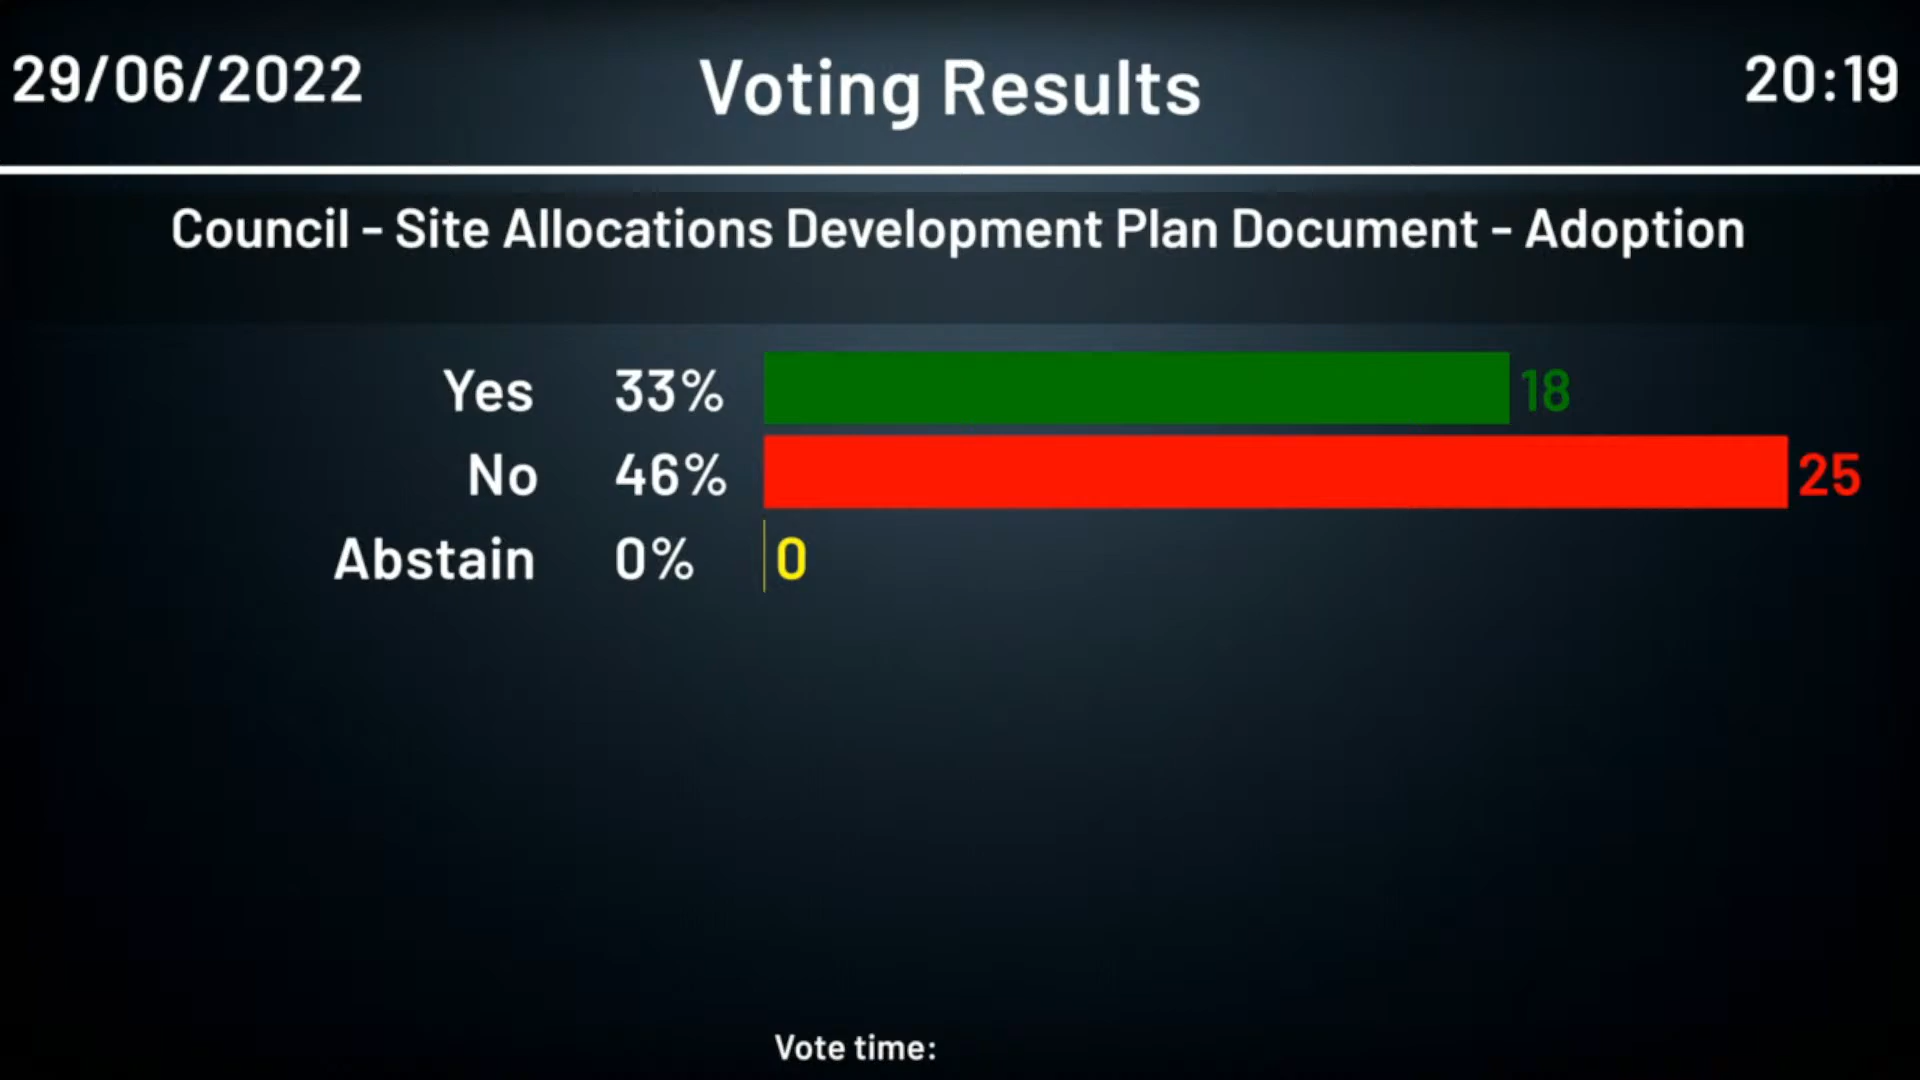 29/06/2022 Voting Results 20:19
Council - Site Allocations Development Plan Document - Adoption
Yes 33% 18
No 46% 25
Abstain 0% 0
Vote time: